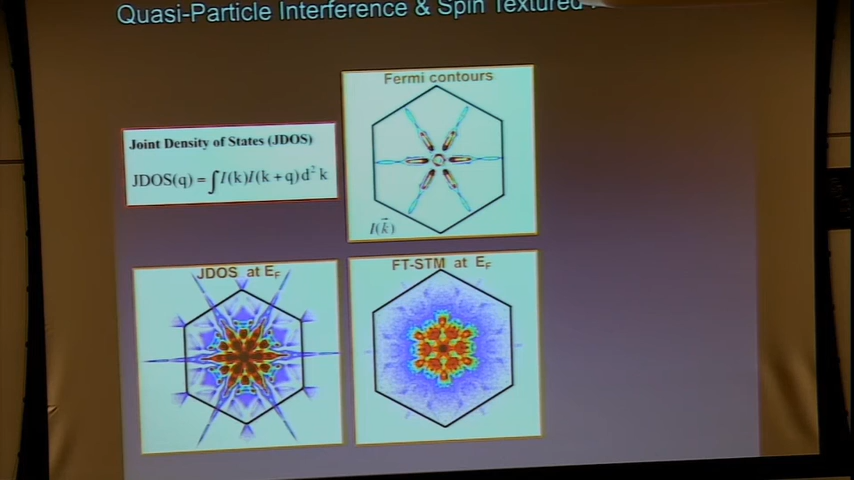 Quasi-Particle Interference & Spin Textured
Fermi contours
Joint Density of States (JDOS)
JDOS(q) = ∫I(k)I(k + q)d²k
I(k⃗)
JDOS at E_F
FT-STM at E_F